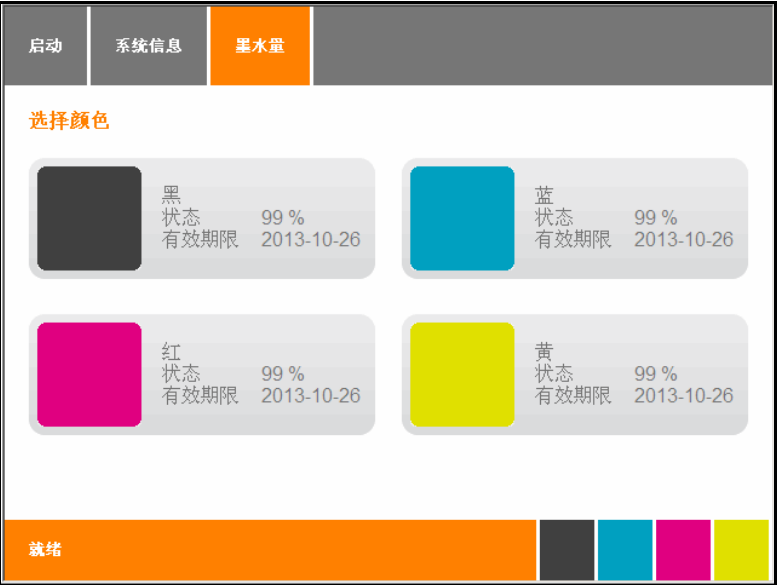 启动 系统信息 墨水量
选择颜色
黑
状态 99 %
有效期限 2013-10-26
蓝
状态 99 %
有效期限 2013-10-26
红
状态 99 %
有效期限 2013-10-26
黄
状态 99 %
有效期限 2013-10-26
就绪